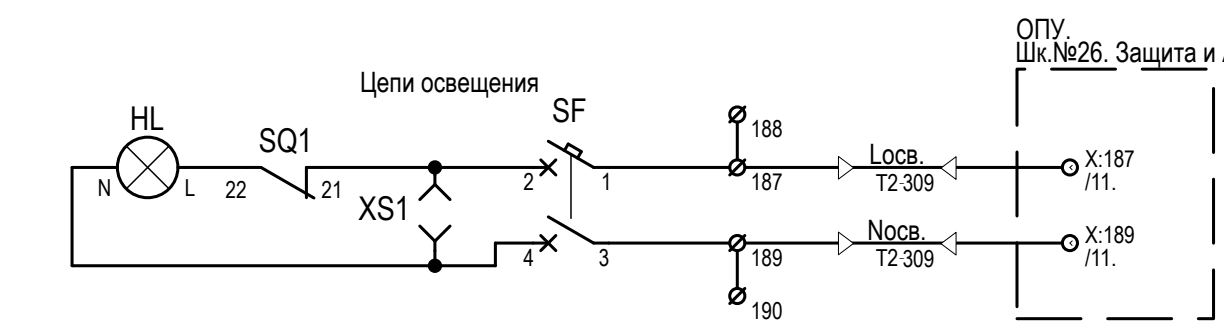 ОПУ.
Шк.№26. Защита и
Цепи освещения
HL
SQ1
SF
188
N
L
22
21
2
1
187
Lосв.
T2-309
X:187
/11.
XS1
4
3
189
Nосв.
T2-309
X:189
/11.
190